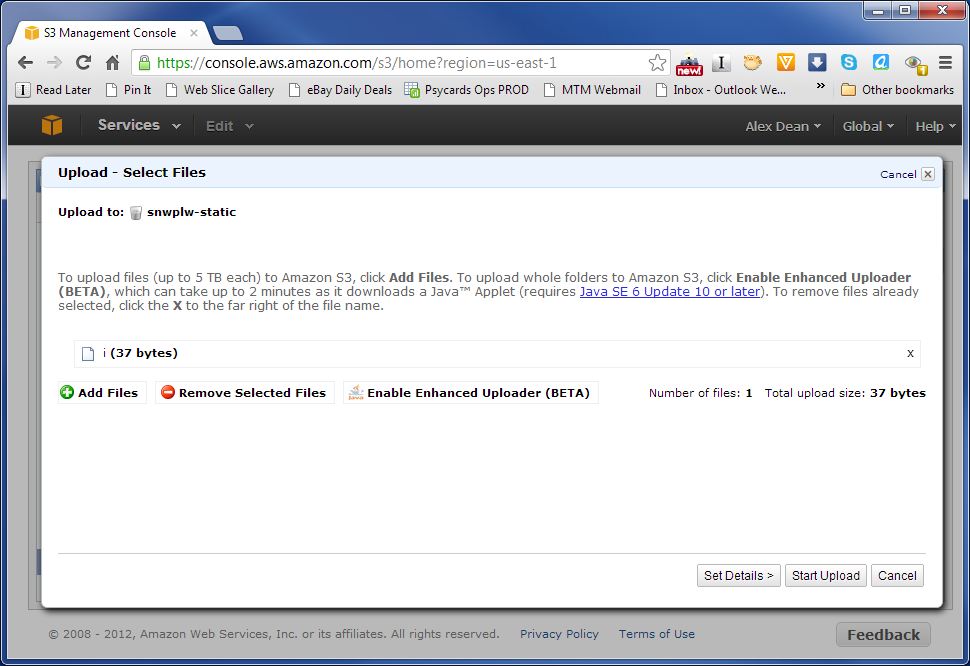 S3 Management Console
https://console.aws.amazon.com/s3/home?region=us-east-1
new!
Read Later Pin It Web Slice Gallery eBay Daily Deals Psycards Ops PROD MTM Webmail Inbox - Outlook We... » Other bookmarks
Services Edit Alex Dean Global Help
Upload - Select Files Cancel
Upload to: snwplw-static
To upload files (up to 5 TB each) to Amazon S3, click Add Files. To upload whole folders to Amazon S3, click Enable Enhanced Uploader
(BETA), which can take up to 2 minutes as it downloads a Java™ Applet (requires Java SE 6 Update 10 or later). To remove files already
selected, click the X to the far right of the file name.
i (37 bytes) x
Add Files Remove Selected Files Enable Enhanced Uploader (BETA) Number of files: 1 Total upload size: 37 bytes
Set Details > Start Upload Cancel
© 2008 - 2012, Amazon Web Services, Inc. or its affiliates. All rights reserved. Privacy Policy Terms of Use Feedback